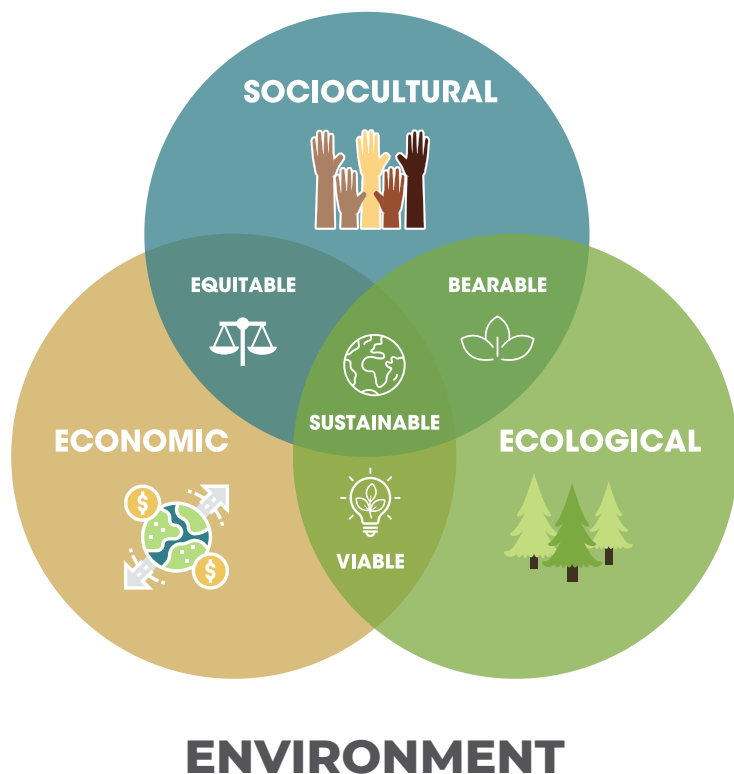 SOCIOCULTURAL
EQUITABLE
BEARABLE
SUSTAINABLE
ECONOMIC
ECOLOGICAL
$
$
VIABLE
ENVIRONMENT